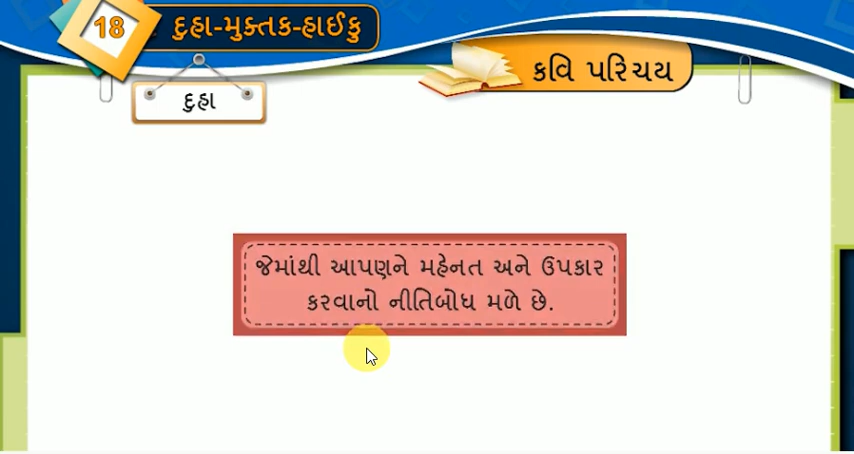 18 દુહા-મુક્તક-હાઈકુ
કવિ પરિચય
દુહા
જેમાંથી આપણને મહેનત અને ઉપકાર
કરવાનો નીતિબોધ મળે છે.